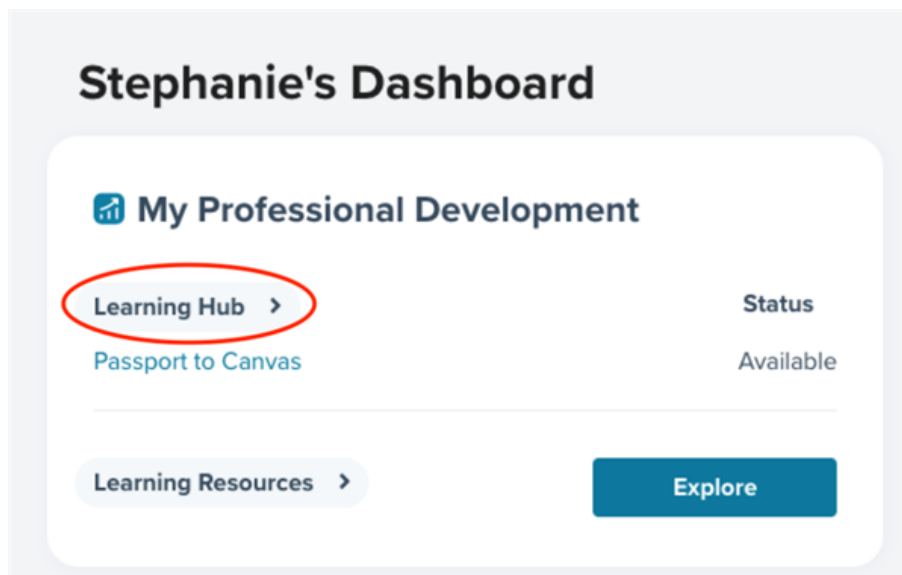 Stephanie's Dashboard
My Professional Development
Learning Hub >
Status
Passport to Canvas
Available
Learning Resources >
Explore